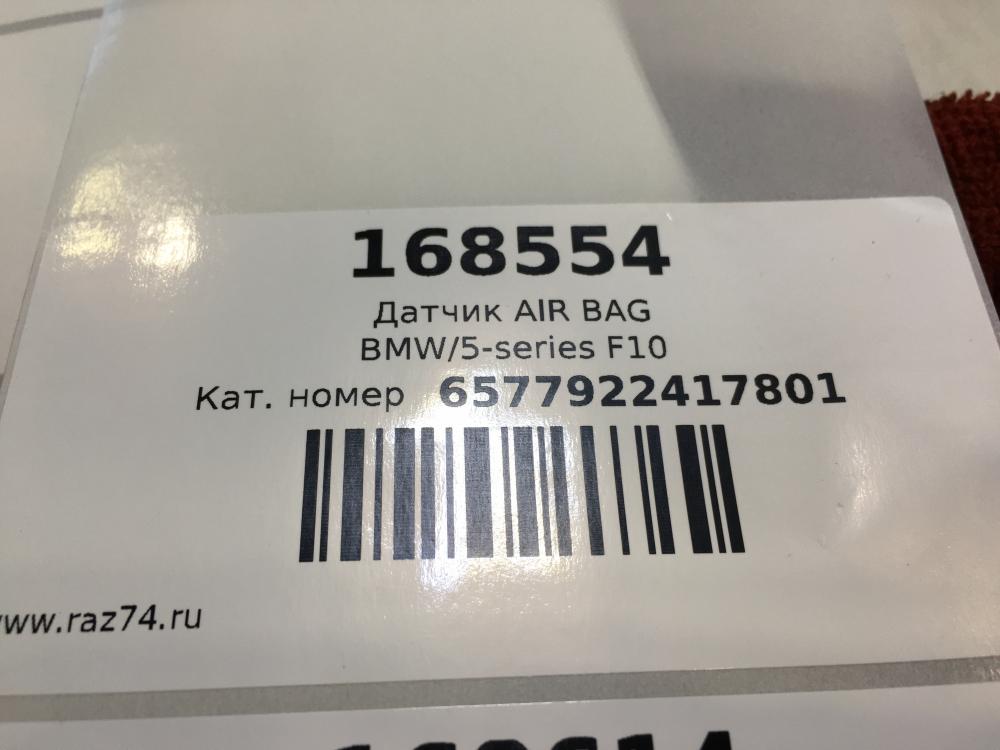 168554
Датчик AIR BAG
BMW/5-series F10
Кат. номер 6577922417801
www.raz74.ru